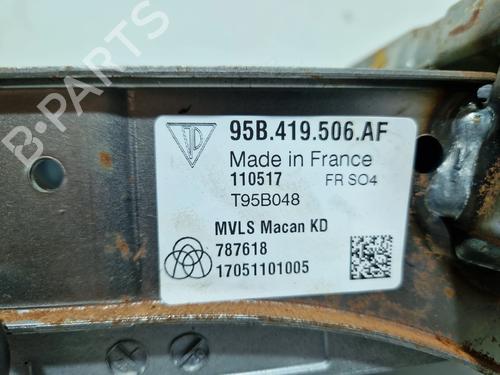 95B.419.506.AF
Made in France
110517 FR SO4
T95B048
MVLS Macan KD
787618
17051101005
B-PARTS